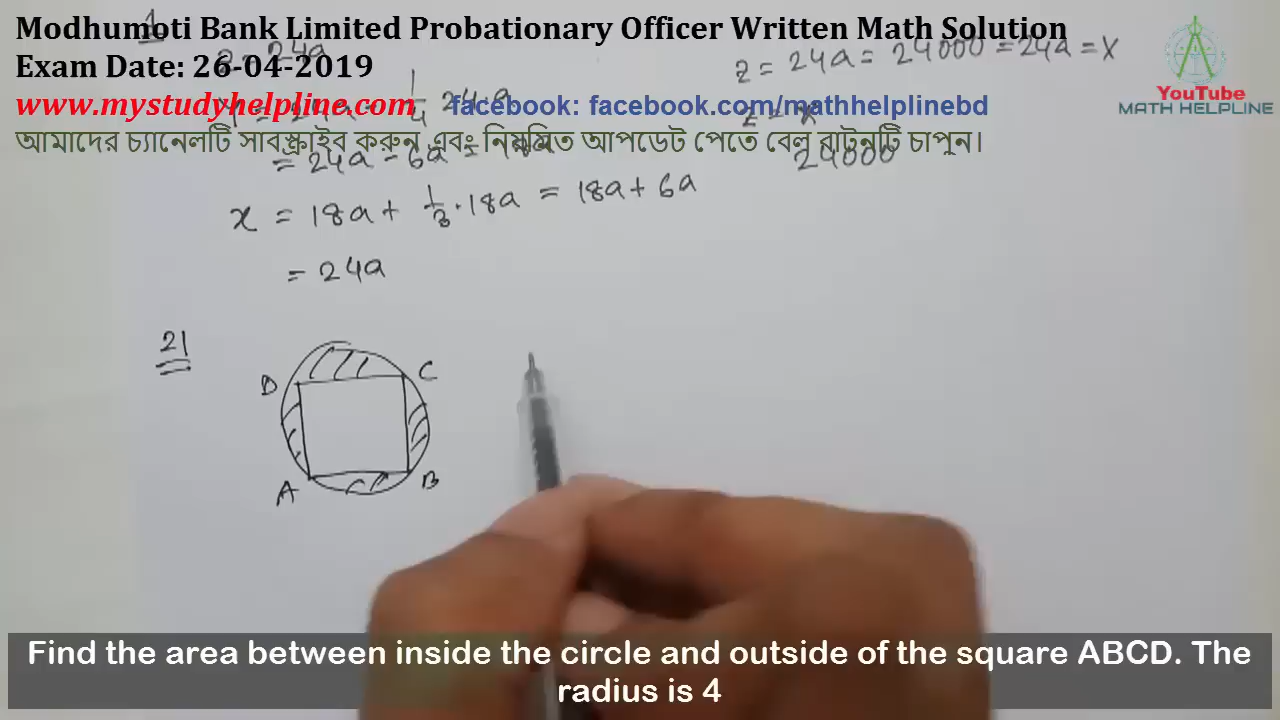 Modhumoti Bank Limited Probationary Officer Written Math Solution
Exam Date: 26-04-2019
www.mystudyhelpline.com facebook: facebook.com/mathhelplinebd
আমাদের চ্যানেলটি সাবস্ক্রাইব করুন এবং নিয়মিত আপডেট পেতে বেল বাটনটি চাপুন।
YouTube
MATH HELPLINE
1
z = 24a
z = 24a = 24000 = 24a = x
24000
= 24a - 6a =
x = 18a + 1/3 · 18a = 18a + 6a
= 24a
21
D C
A B
Find the area between inside the circle and outside of the square ABCD. The
radius is 4